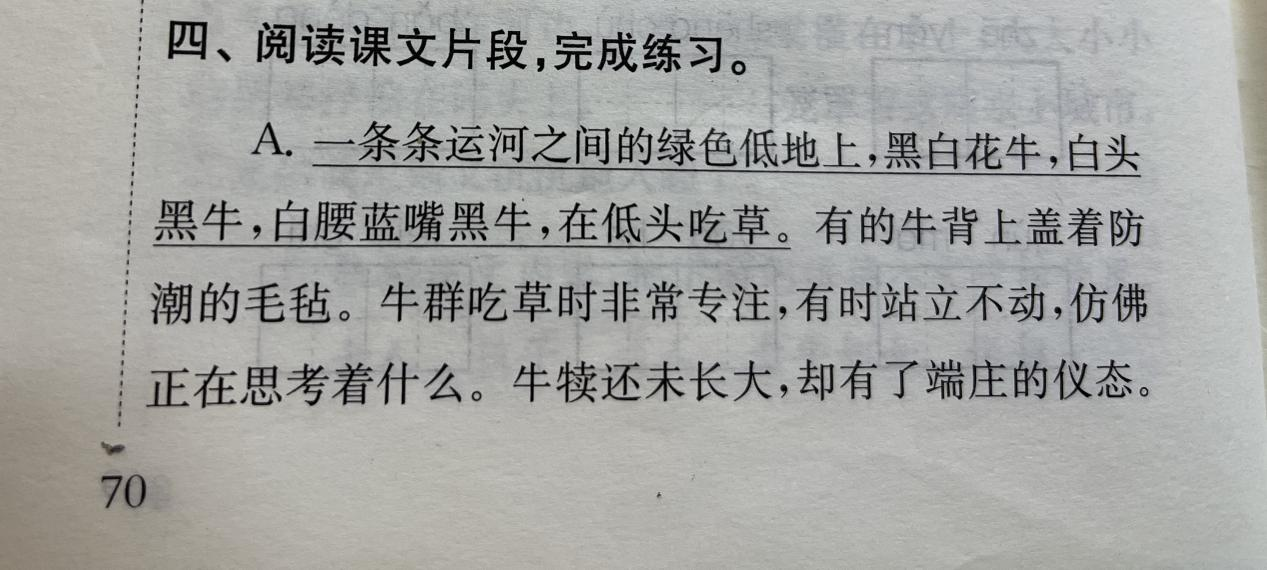 四、阅读课文片段,完成练习。
A. 一条条运河之间的绿色低地上,黑白花牛,白头
黑牛,白腰蓝嘴黑牛,在低头吃草。有的牛背上盖着防
潮的毛毡。牛群吃草时非常专注,有时站立不动,仿佛
正在思考着什么。牛犊还未长大,却有了端庄的仪态。
70